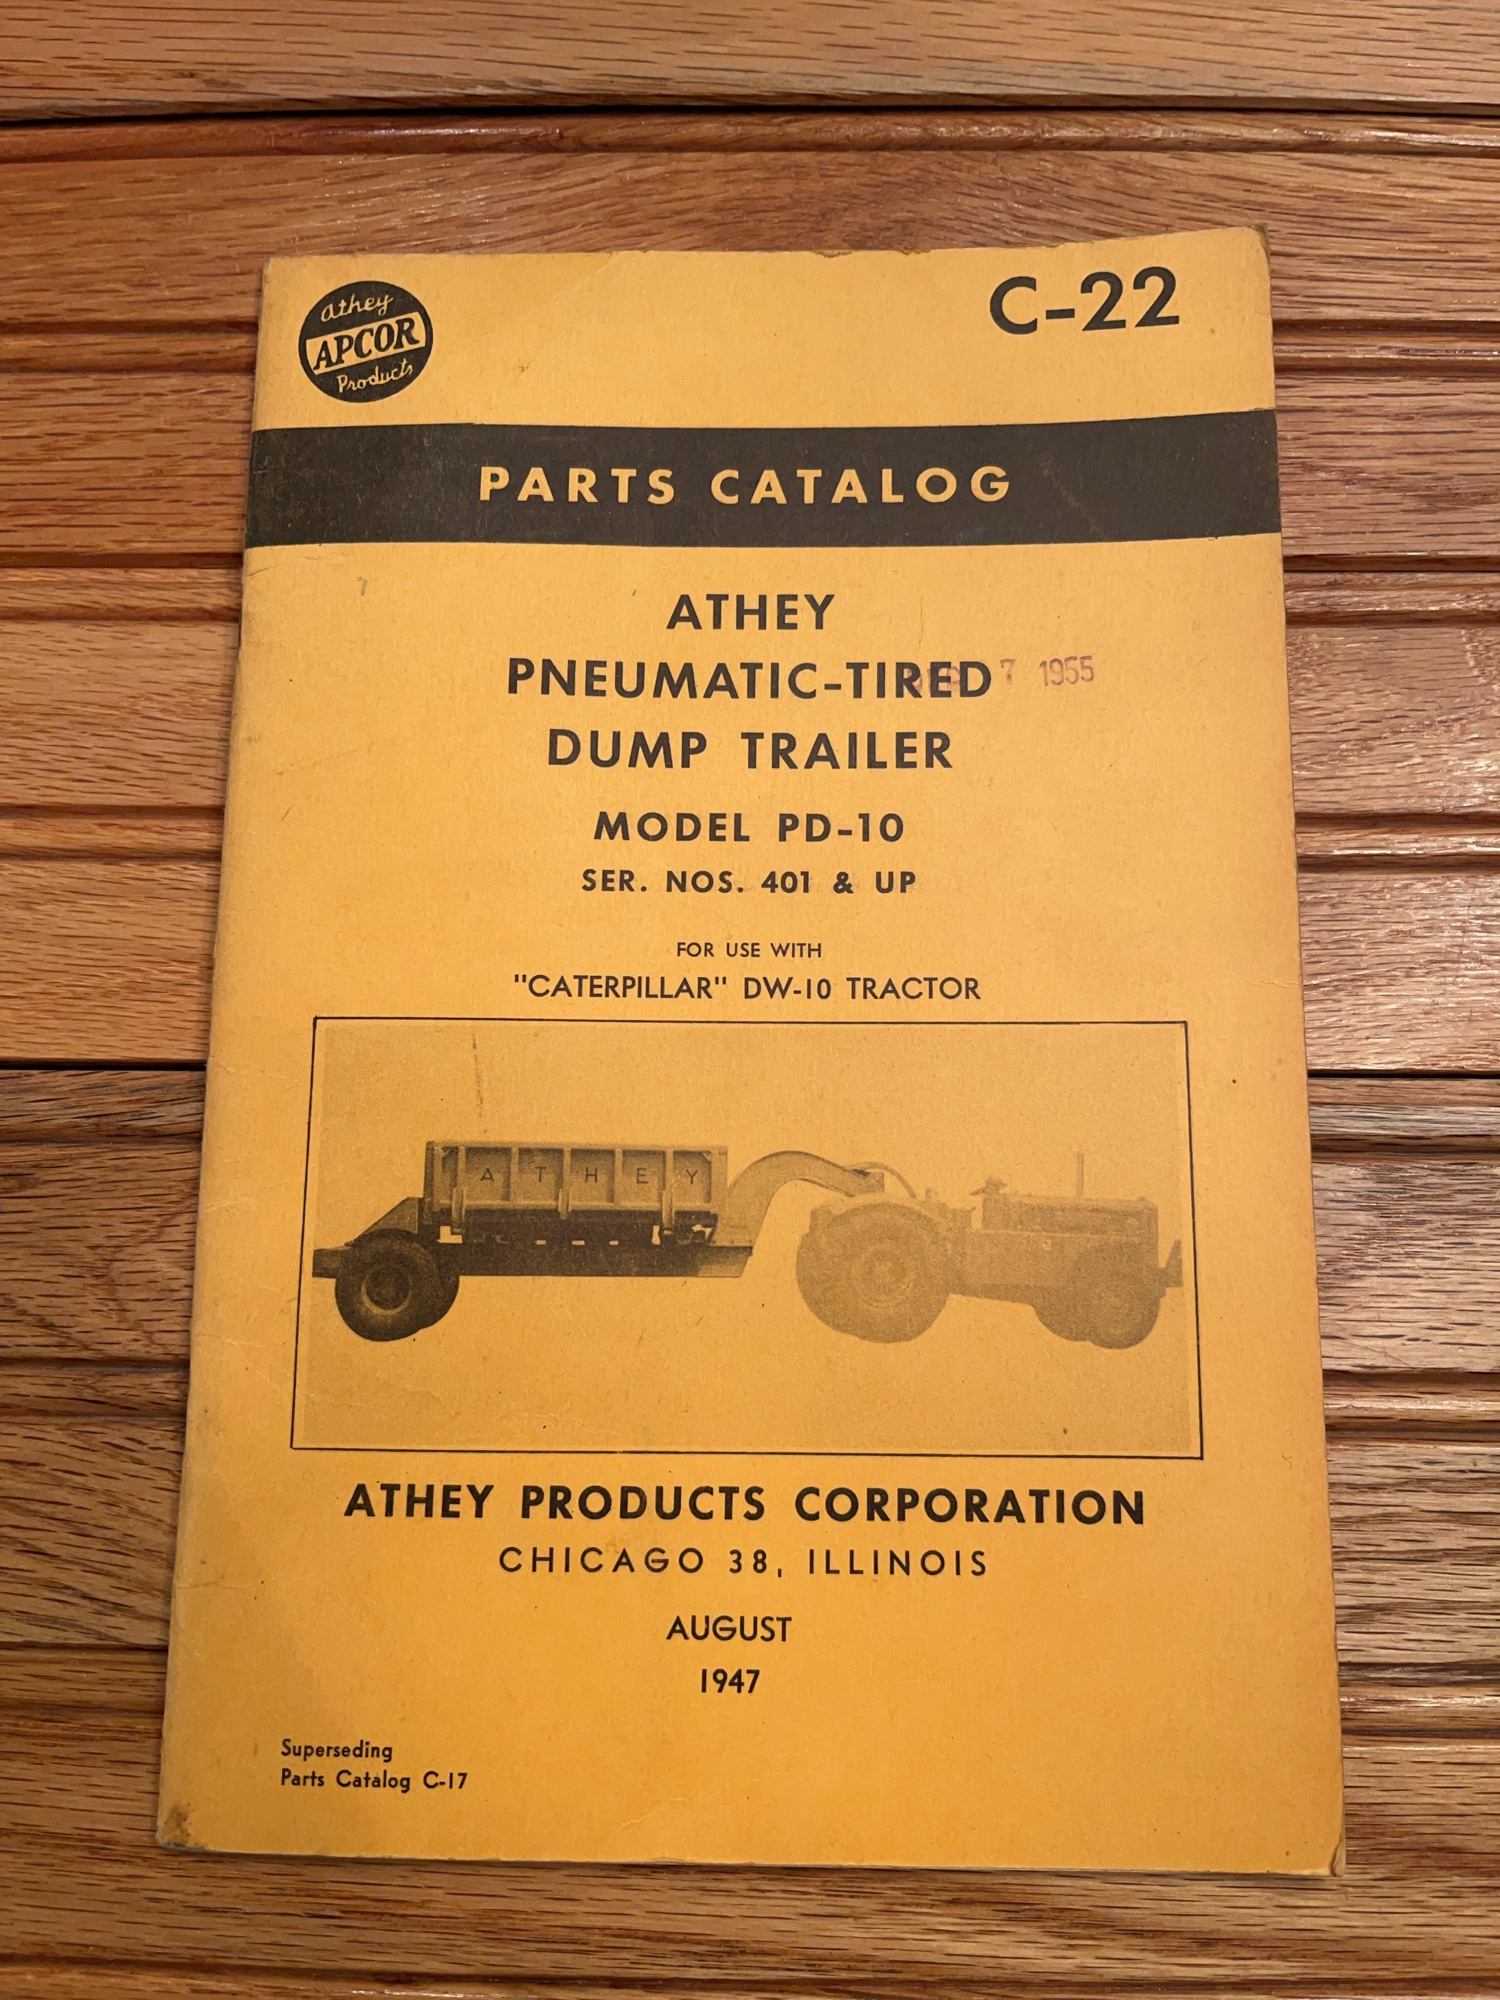 Athey
APCOR
Products
C-22
PARTS CATALOG
ATHEY
PNEUMATIC-TIRED
7 1955
DUMP TRAILER
MODEL PD-10
SER. NOS. 401 & UP
FOR USE WITH
"CATERPILLAR" DW-10 TRACTOR
ATHEY
ATHEY PRODUCTS CORPORATION
CHICAGO 38, ILLINOIS
AUGUST
1947
Superseding
Parts Catalog C-17